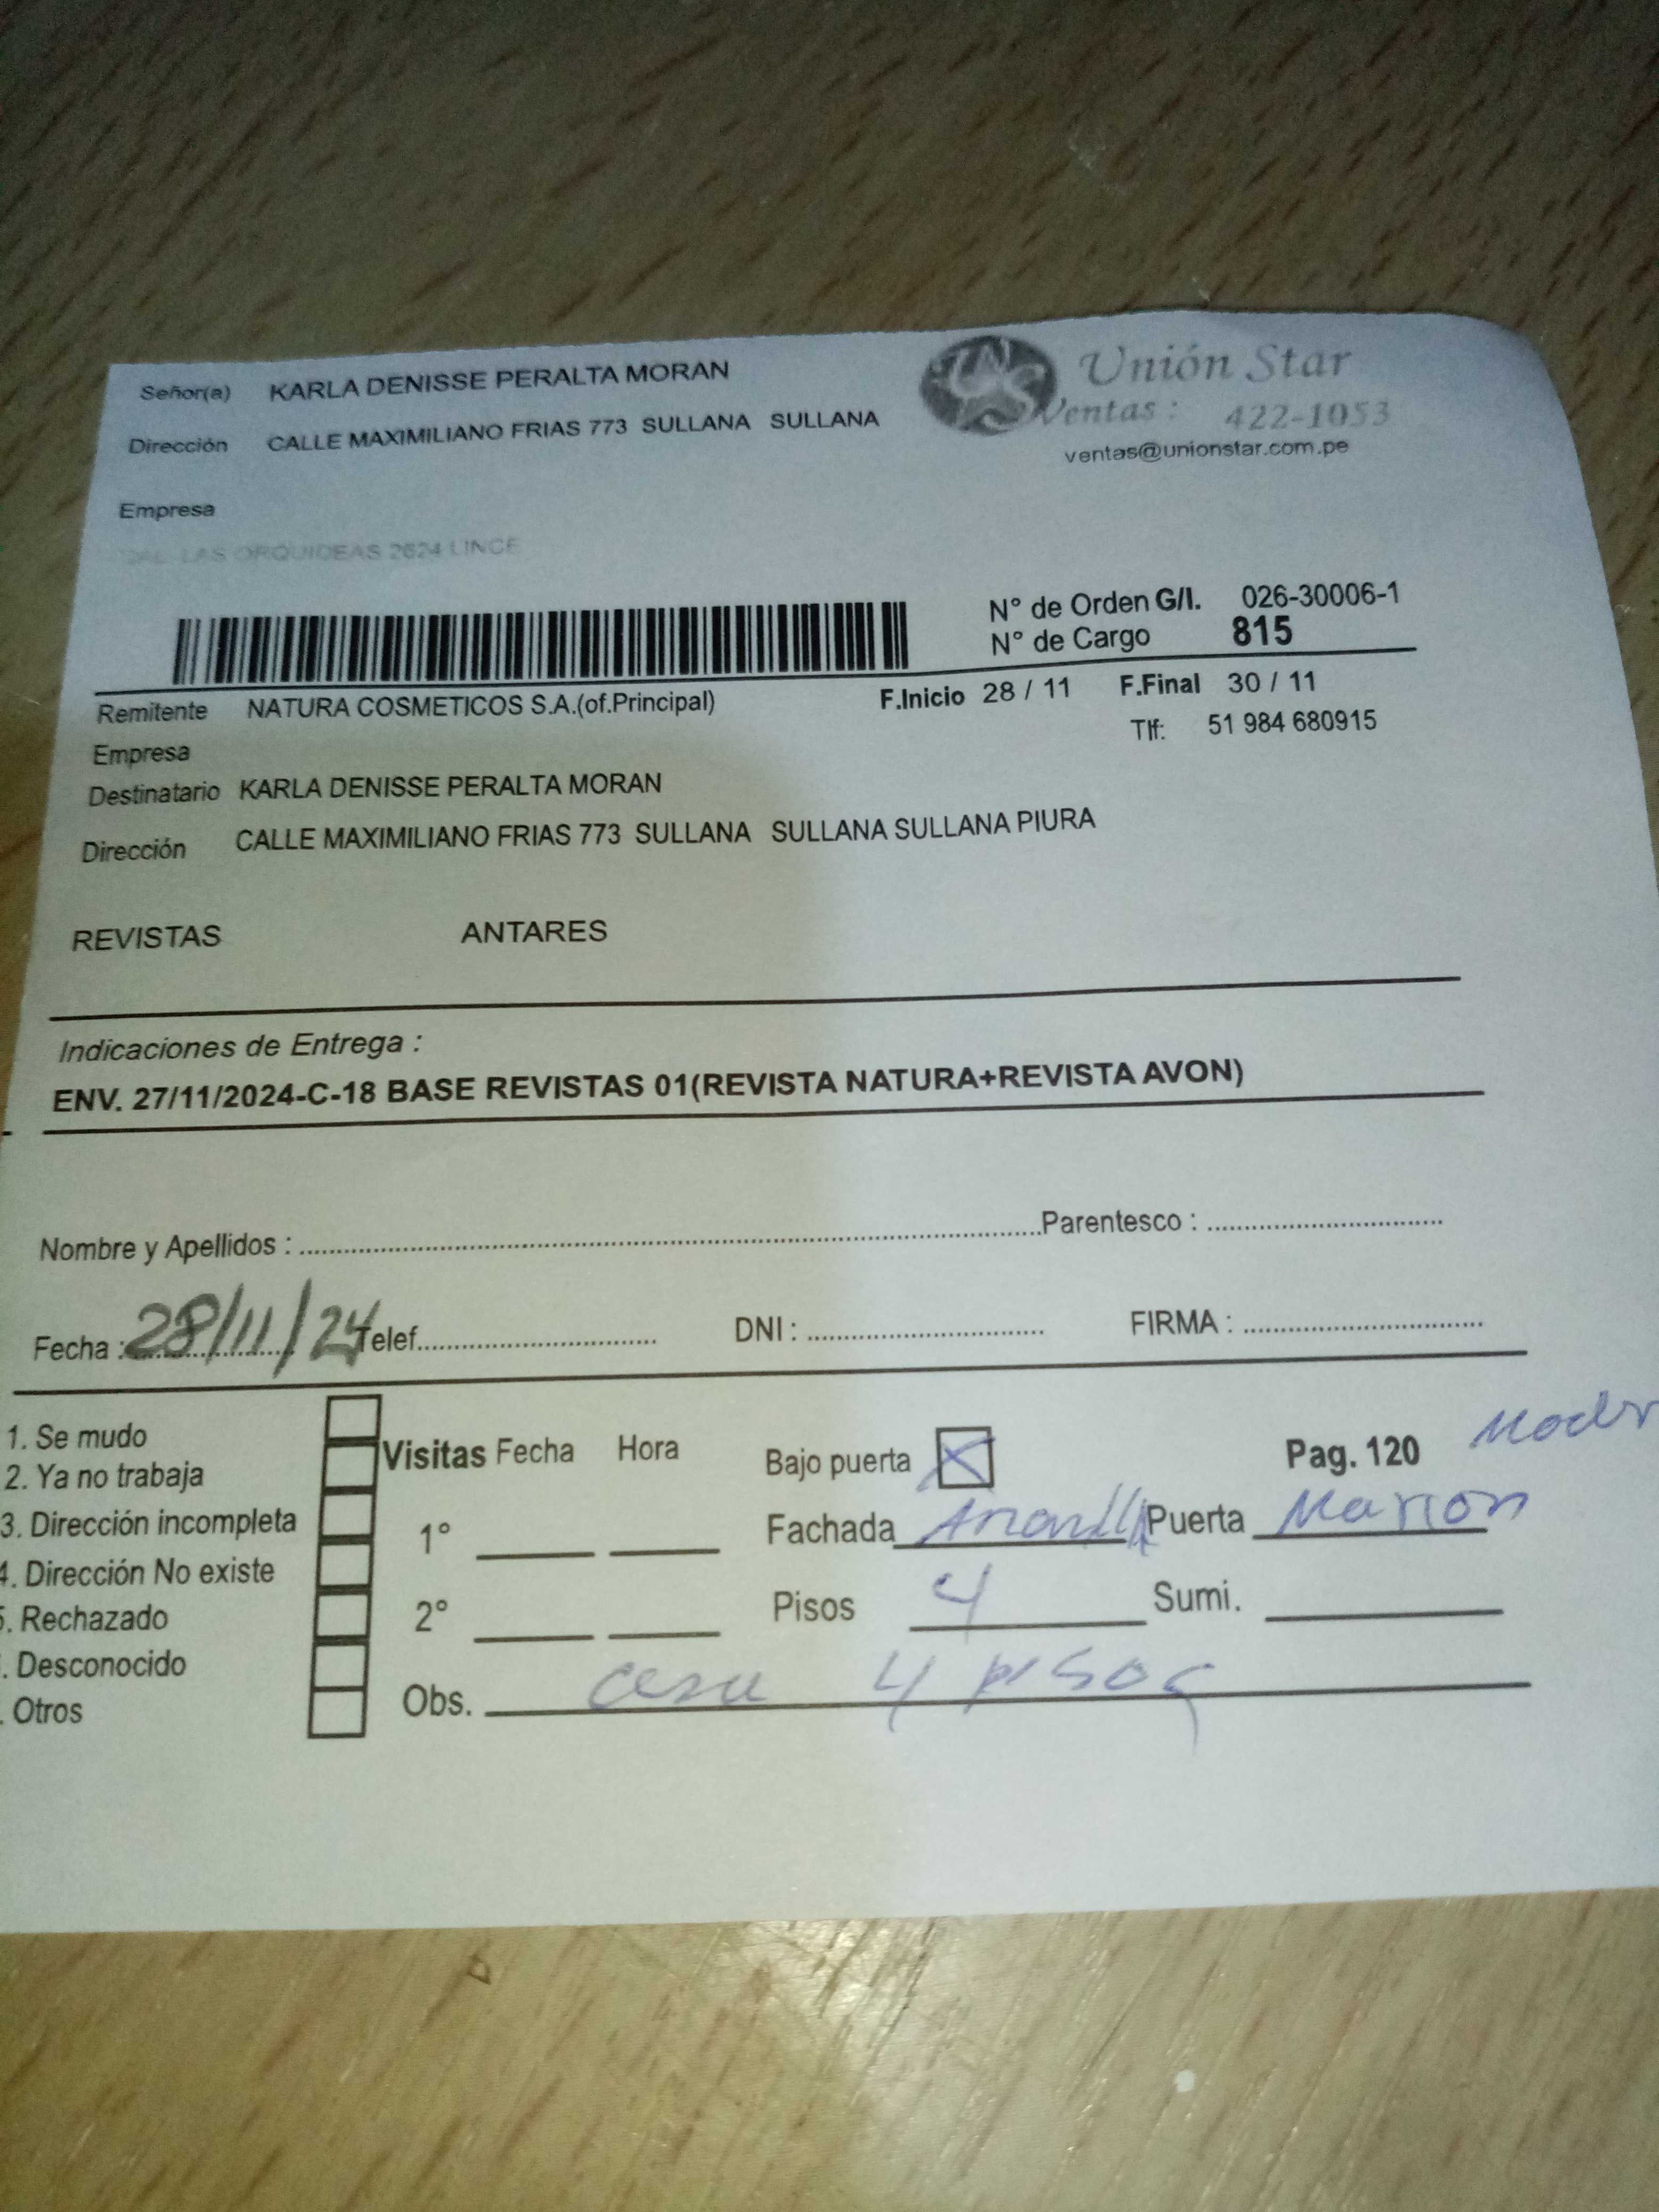 Señor(a) KARLA DENISSE PERALTA MORAN
Dirección CALLE MAXIMILIANO FRIAS 773 SULLANA SULLANA
Unión Star
Ventas : 422-1053
ventas@unionstar.com.pe
Empresa
LAS ORQUIDEAS 2624 LINCE
N° de Orden G/I. 026-30006-1
N° de Cargo 815
Remitente NATURA COSMETICOS S.A.(of.Principal) F.Inicio 28 / 11 F.Final 30 / 11
Tlf: 51 984 680915
Empresa
Destinatario KARLA DENISSE PERALTA MORAN
Dirección CALLE MAXIMILIANO FRIAS 773 SULLANA SULLANA SULLANA PIURA
REVISTAS ANTARES
Indicaciones de Entrega :
ENV. 27/11/2024-C-18 BASE REVISTAS 01(REVISTA NATURA+REVISTA AVON)
Nombre y Apellidos : Parentesco :
Fecha : 28/11/24 Telef. DNI : FIRMA :
1. Se mudo
2. Ya no trabaja
3. Dirección incompleta
4. Dirección No existe
5. Rechazado
. Desconocido
. Otros
Visitas Fecha Hora
1°
2°
Bajo puerta X Pag. 120
Fachada Puerta Marron
Pisos 4 Sumi.
Obs. casa 4 pisos